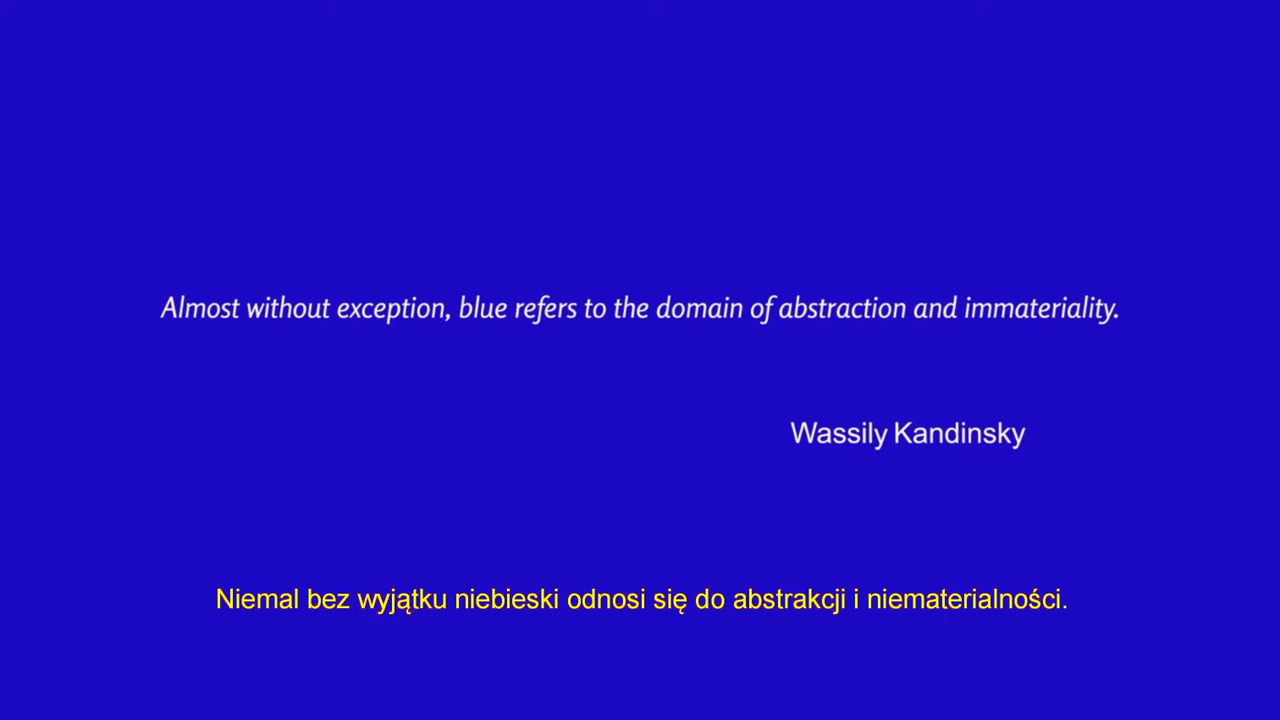 Almost without exception, blue refers to the domain of abstraction and immateriality.
Wassily Kandinsky
Niemal bez wyjątku niebieski odnosi się do abstrakcji i niematerialności.